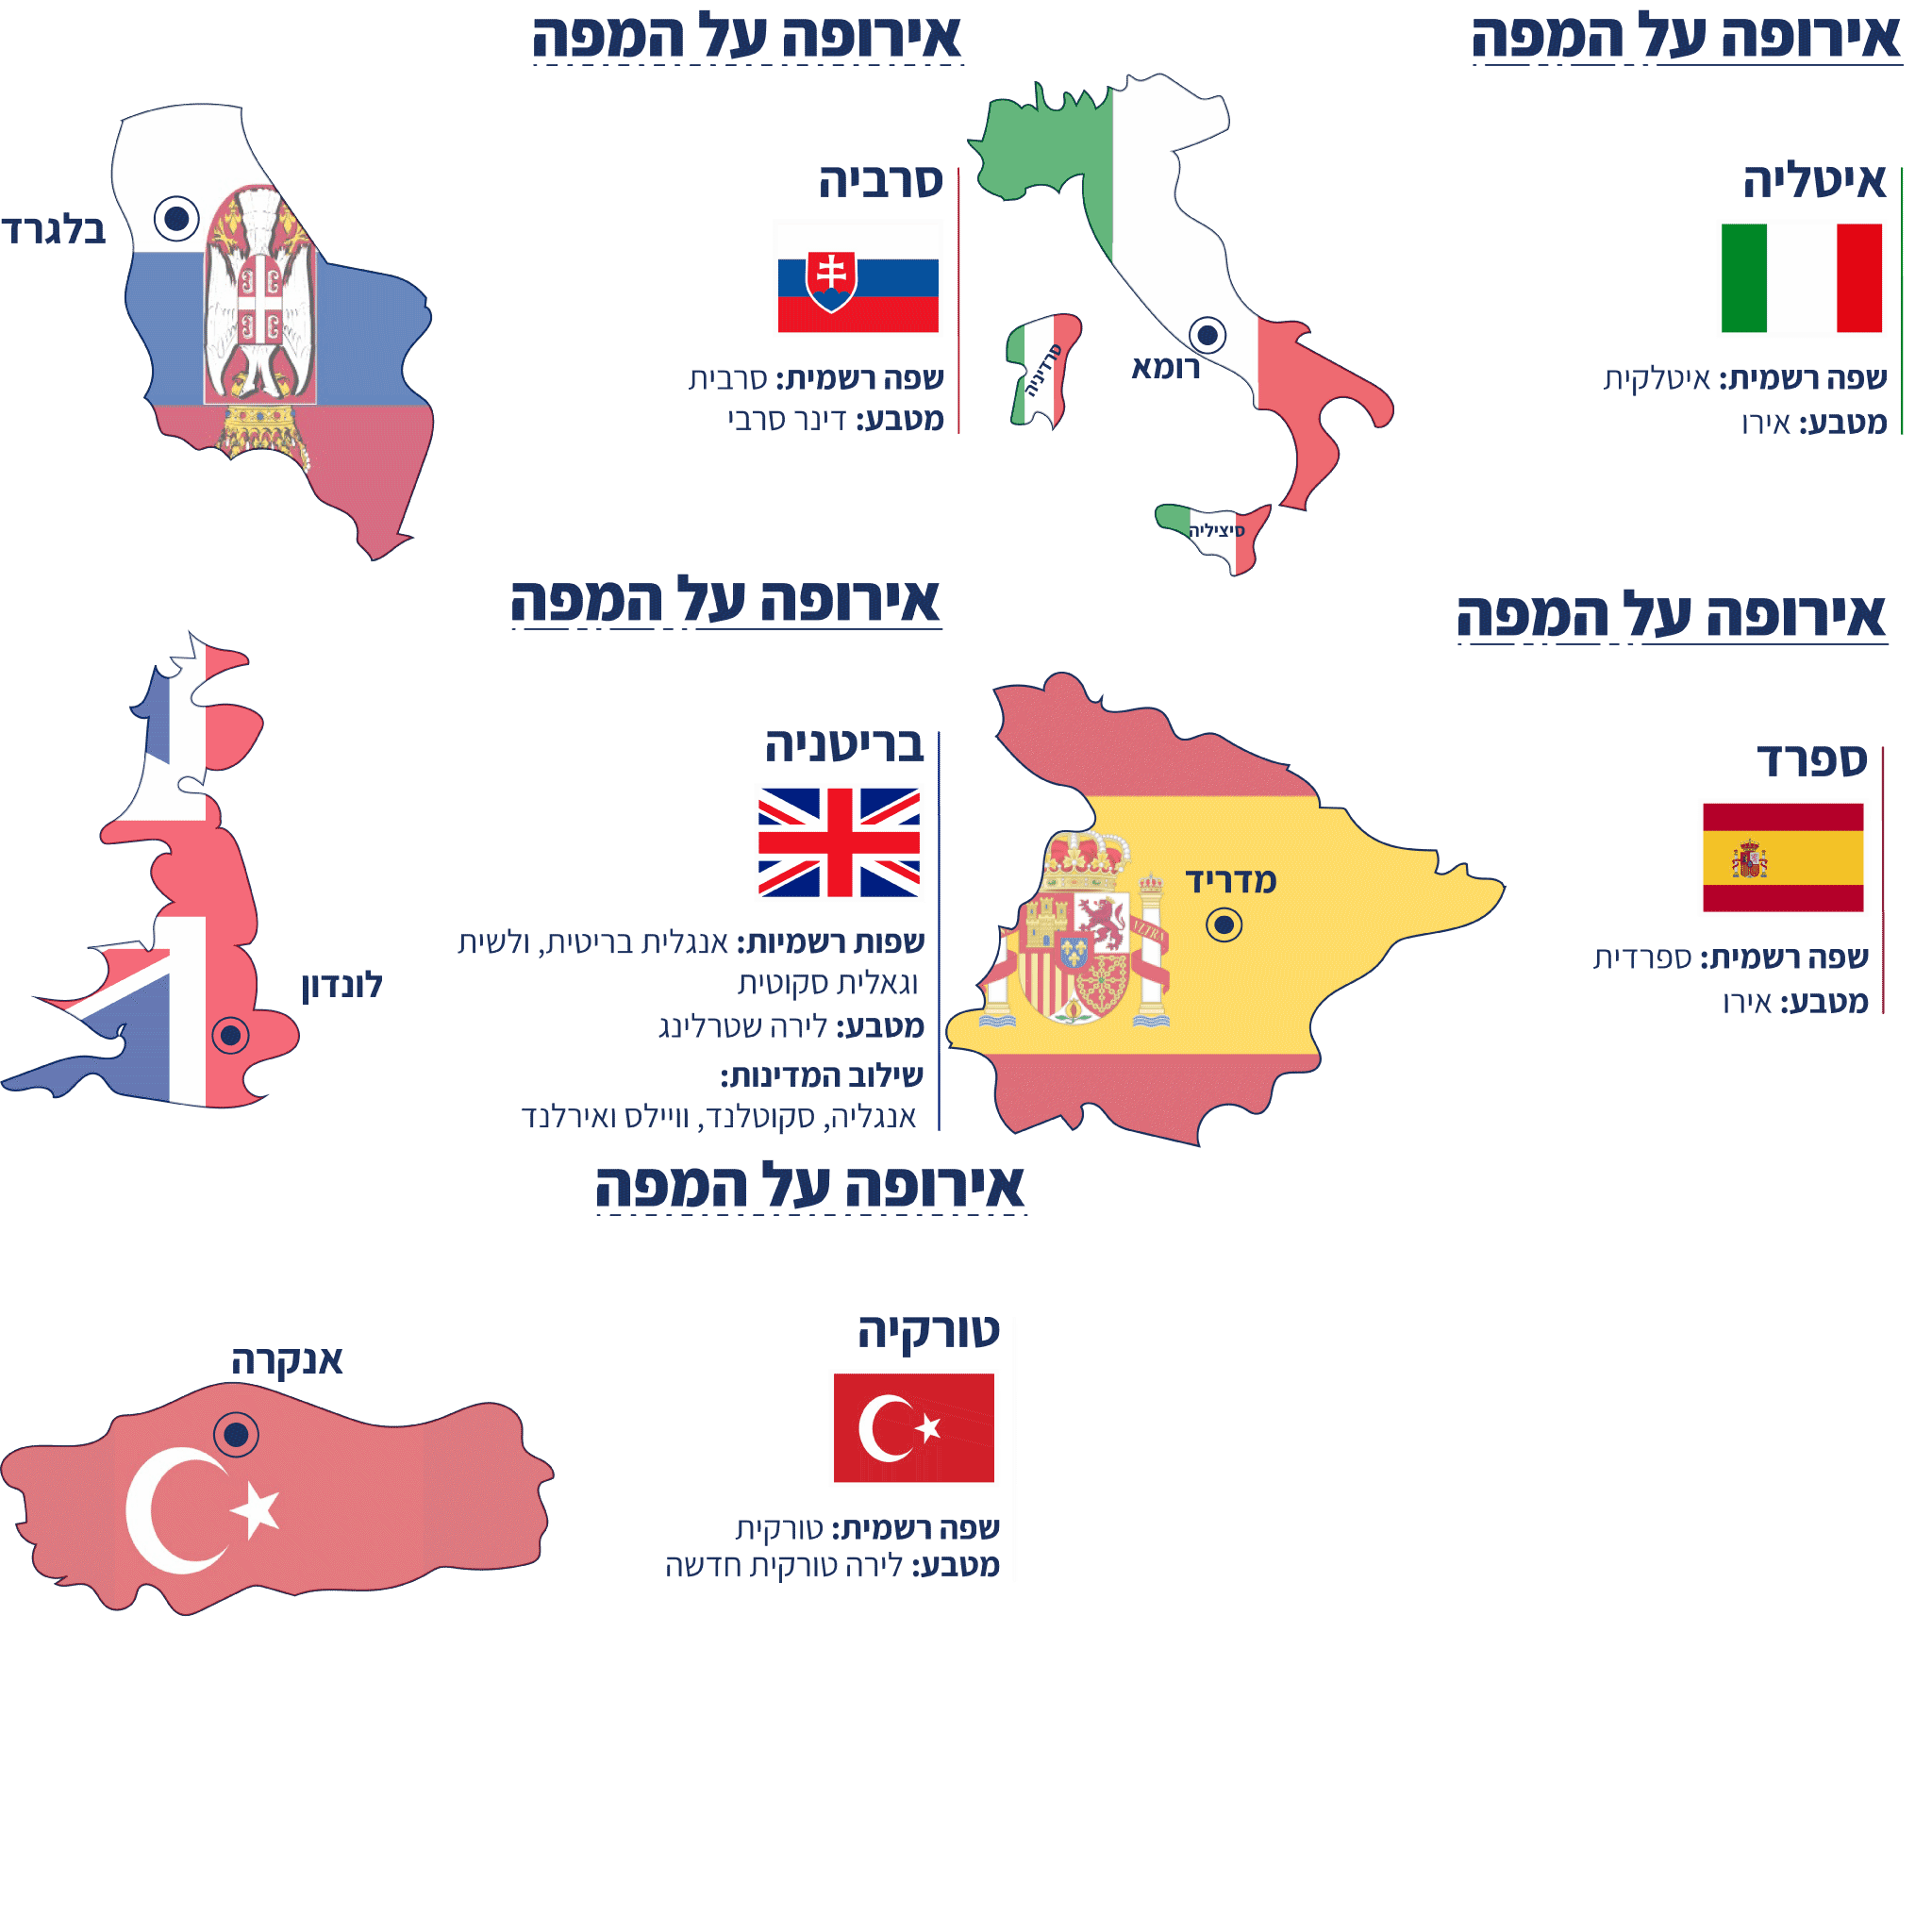 אירופה על המפה
איטליה
שפה רשמית: איטלקית
מטבע: אירו
רומא
סרדיניה
סיציליה
אירופה על המפה
סרביה
שפה רשמית: סרבית
מטבע: דינר סרבי
בלגרד
אירופה על המפה
ספרד
שפה רשמית: ספרדית
מטבע: אירו
מדריד
אירופה על המפה
בריטניה
שפות רשמיות: אנגלית בריטית, ולשית
וגאלית סקוטית
מטבע: לירה שטרלינג
שילוב המדינות:
אנגליה, סקוטלנד, וויילס ואירלנד
לונדון
אירופה על המפה
טורקיה
שפה רשמית: טורקית
מטבע: לירה טורקית חדשה
אנקרה